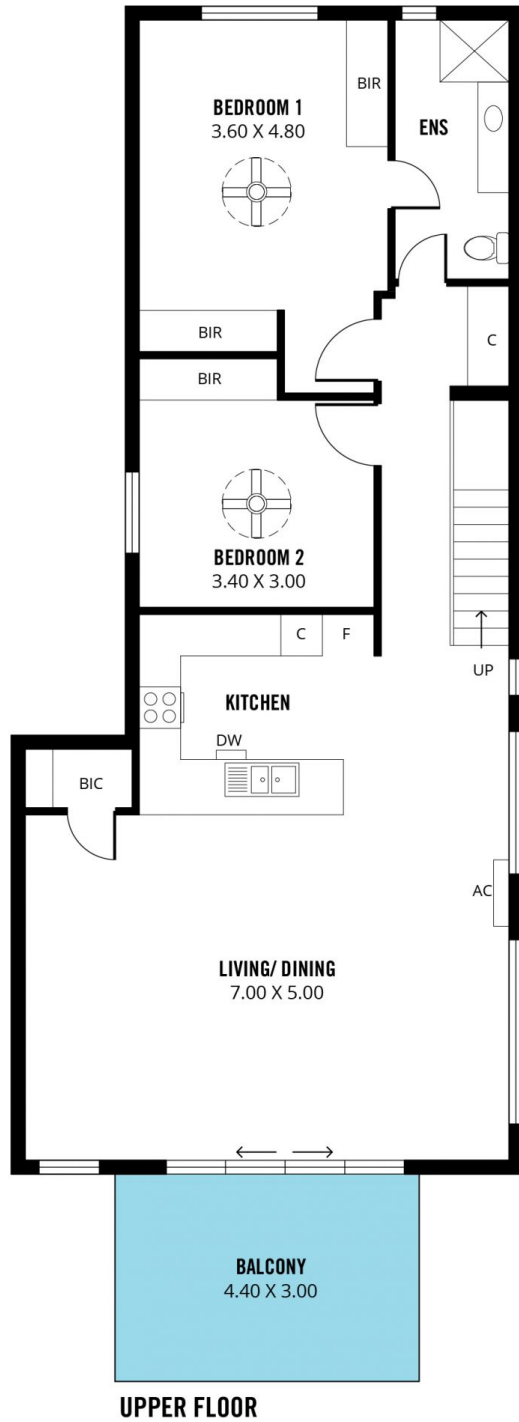 BEDROOM 1
3.60 X 4.80
BIR
ENS
BIR
C
BIR
BEDROOM 2
3.40 X 3.00
UP
C
F
KITCHEN
DW
BIC
AC
LIVING/ DINING
7.00 X 5.00
BALCONY
4.40 X 3.00
UPPER FLOOR